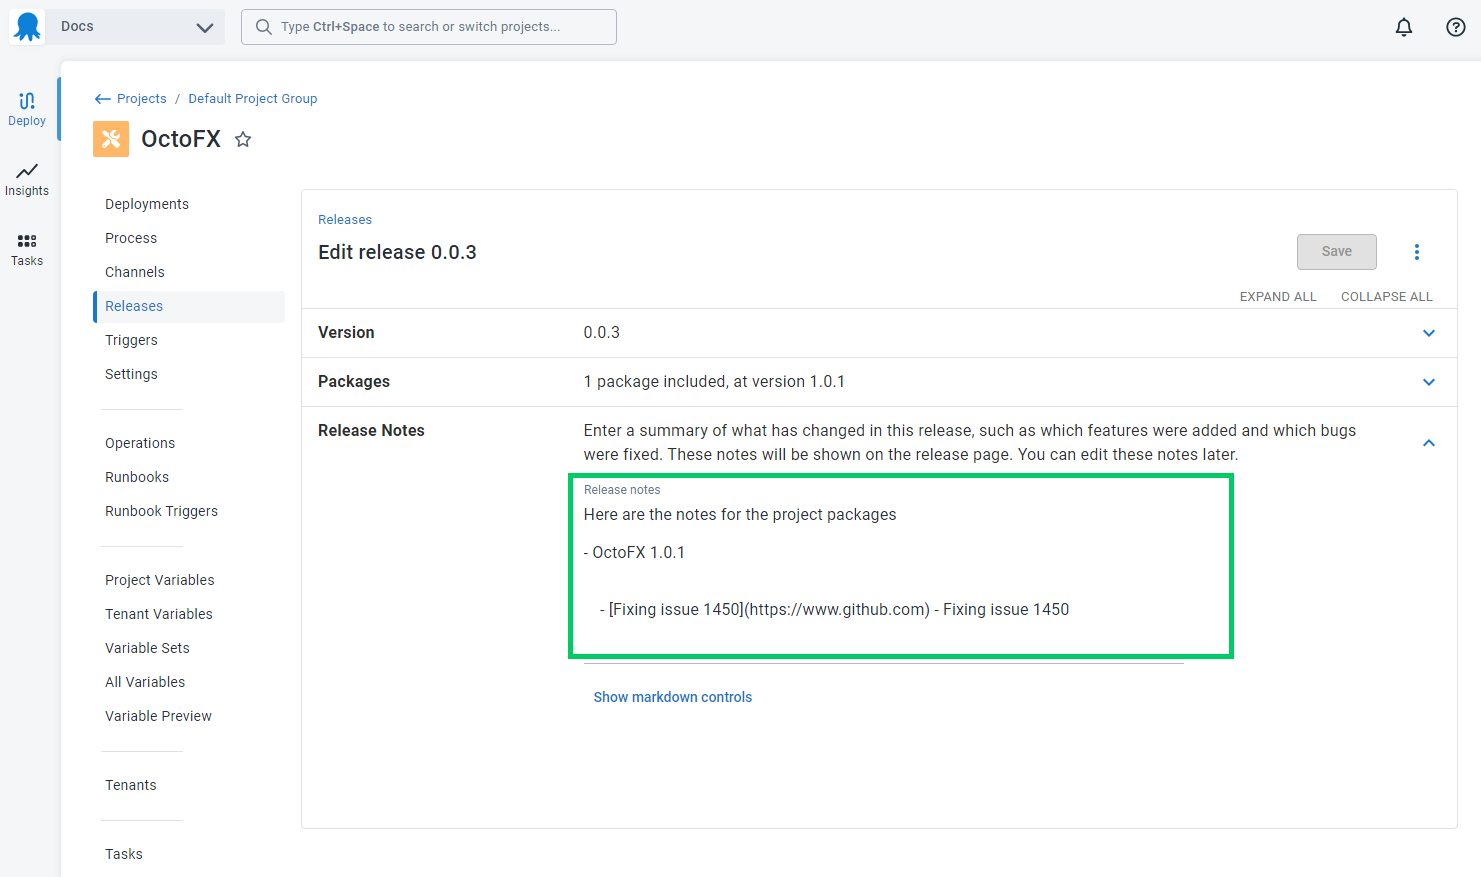 Docs
Type Ctrl+Space to search or switch projects...
Deploy
Insights
Tasks
Projects / Default Project Group
OctoFX
Deployments
Process
Channels
Releases
Triggers
Settings
Operations
Runbooks
Runbook Triggers
Project Variables
Tenant Variables
Variable Sets
All Variables
Variable Preview
Tenants
Tasks
Releases
Edit release 0.0.3
Save
EXPAND ALL COLLAPSE ALL
Version 0.0.3
Packages 1 package included, at version 1.0.1
Release Notes Enter a summary of what has changed in this release, such as which features were added and which bugs
were fixed. These notes will be shown on the release page. You can edit these notes later.
Release notes
Here are the notes for the project packages
- OctoFX 1.0.1
- [Fixing issue 1450](https://www.github.com) - Fixing issue 1450
Show markdown controls